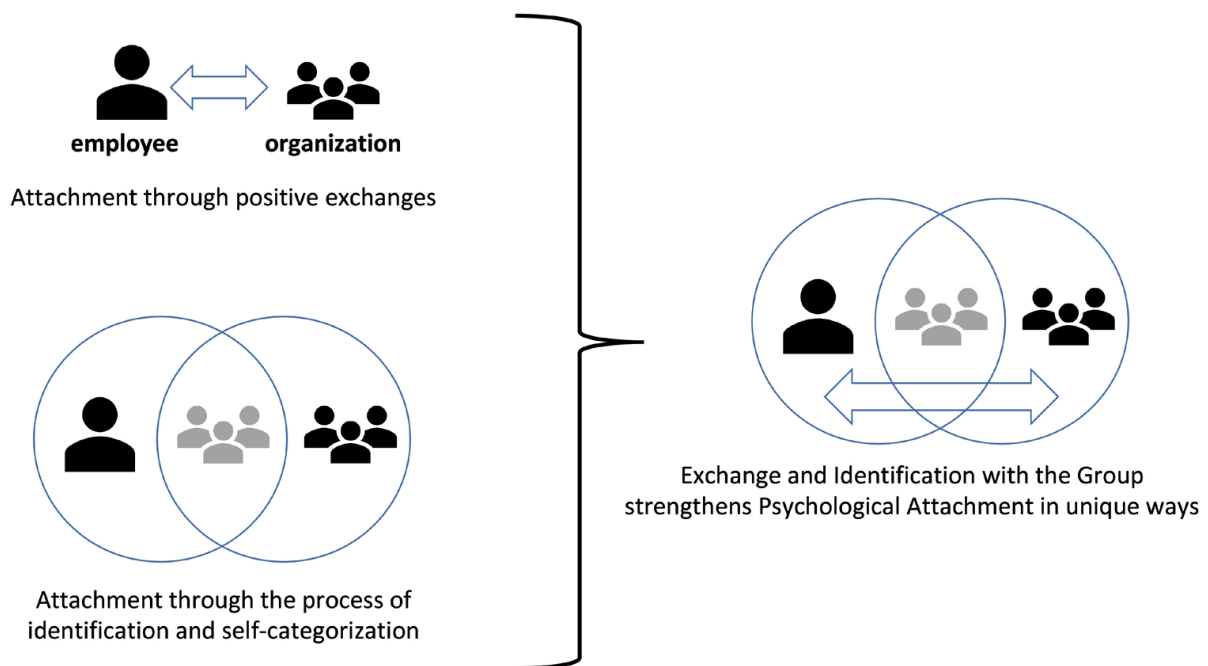 employee
organization
Attachment through positive exchanges
Attachment through the process of
identification and self-categorization
Exchange and Identification with the Group
strengthens Psychological Attachment in unique ways